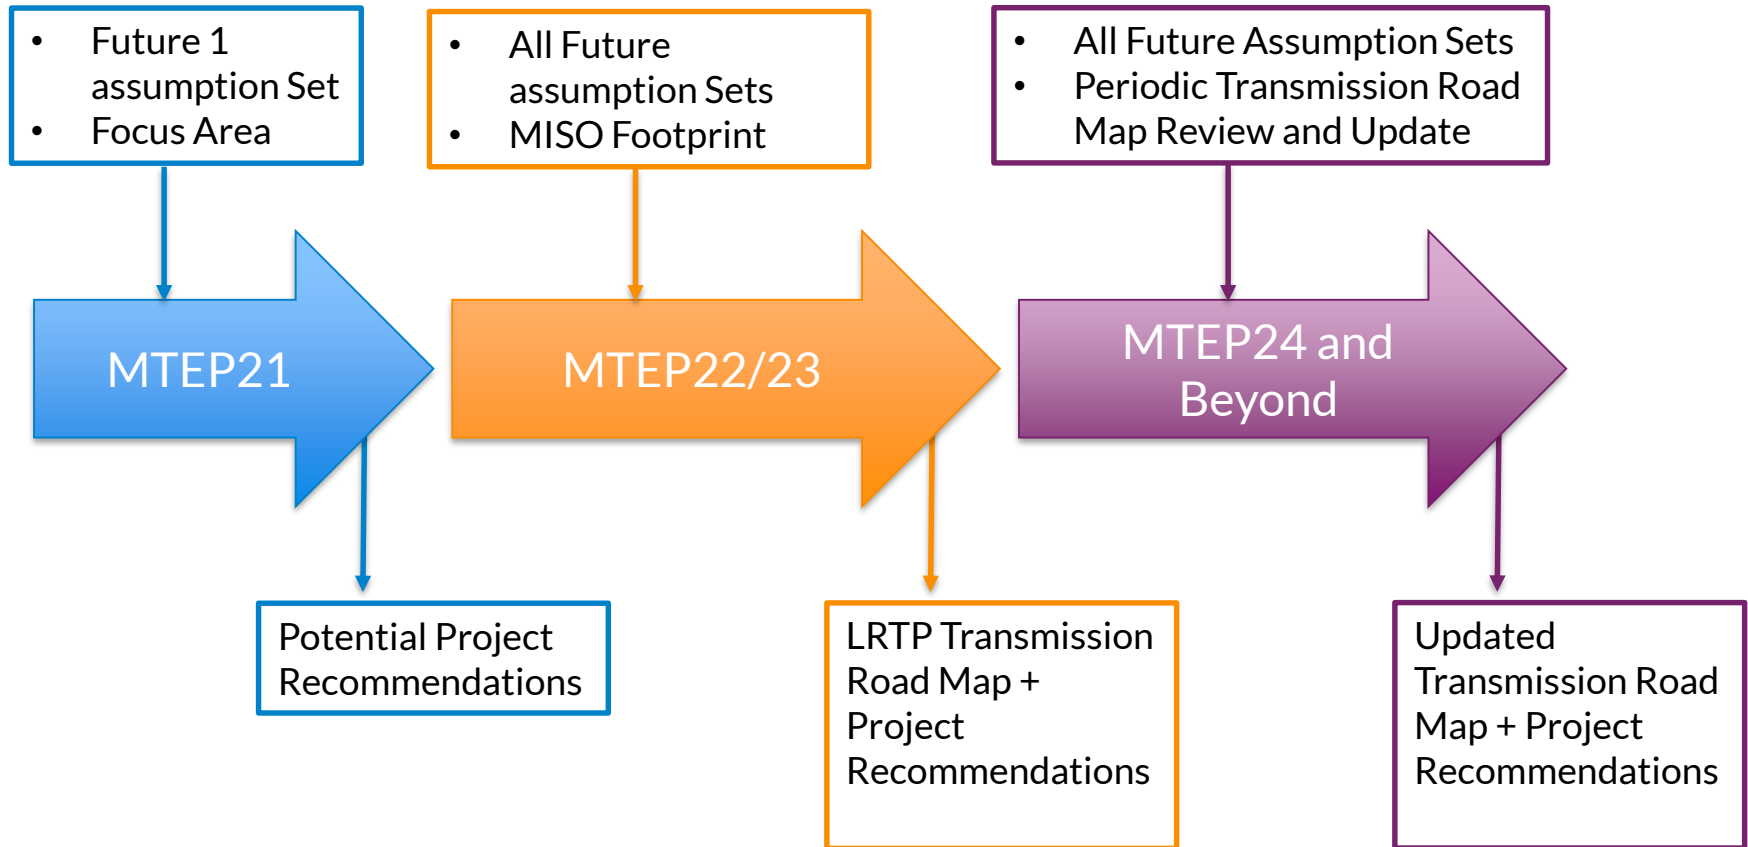 • Future 1
assumption Set
• Focus Area
• All Future
assumption Sets
• MISO Footprint
• All Future Assumption Sets
• Periodic Transmission Road
Map Review and Update
MTEP21
MTEP22/23
MTEP24 and
Beyond
Potential Project
Recommendations
LRTP Transmission
Road Map +
Project
Recommendations
Updated
Transmission Road
Map + Project
Recommendations